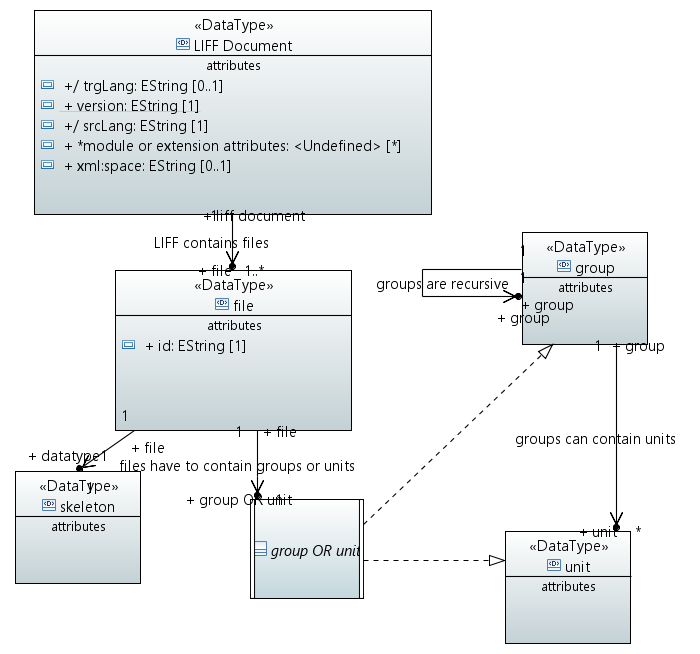 «DataType»
LIFF Document
attributes
+/ trgLang: EString [0..1]
+ version: EString [1]
+/ srcLang: EString [1]
+ *module or extension attributes: <Undefined> [*]
+ xml:space: EString [0..1]
+liff document
1
LIFF contains files
+ file 1..*
«DataType»
file
attributes
+ id: EString [1]
1
+ file
1 + file
«DataType»
group
attributes
1
1
groups are recursive
+ group
+ group
1 + group
groups can contain units
+ datatype1
files have to contain groups or units
«DataType»
1
skeleton
attributes
+ group OR unit
group OR unit
+ unit *
«DataType»
unit
attributes